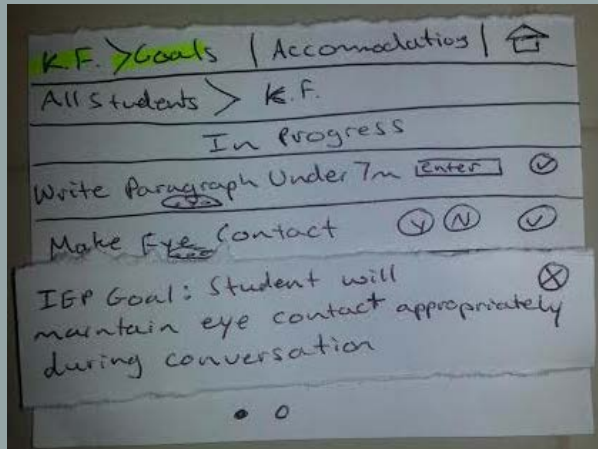 K.F. > Goals | Accomodations |
All Students > K.F.
In Progress
Write Paragraph Under 7m Enter
Make Eye Contact Y N
IEP Goal: Student will
maintain eye contact appropriately
during conversation